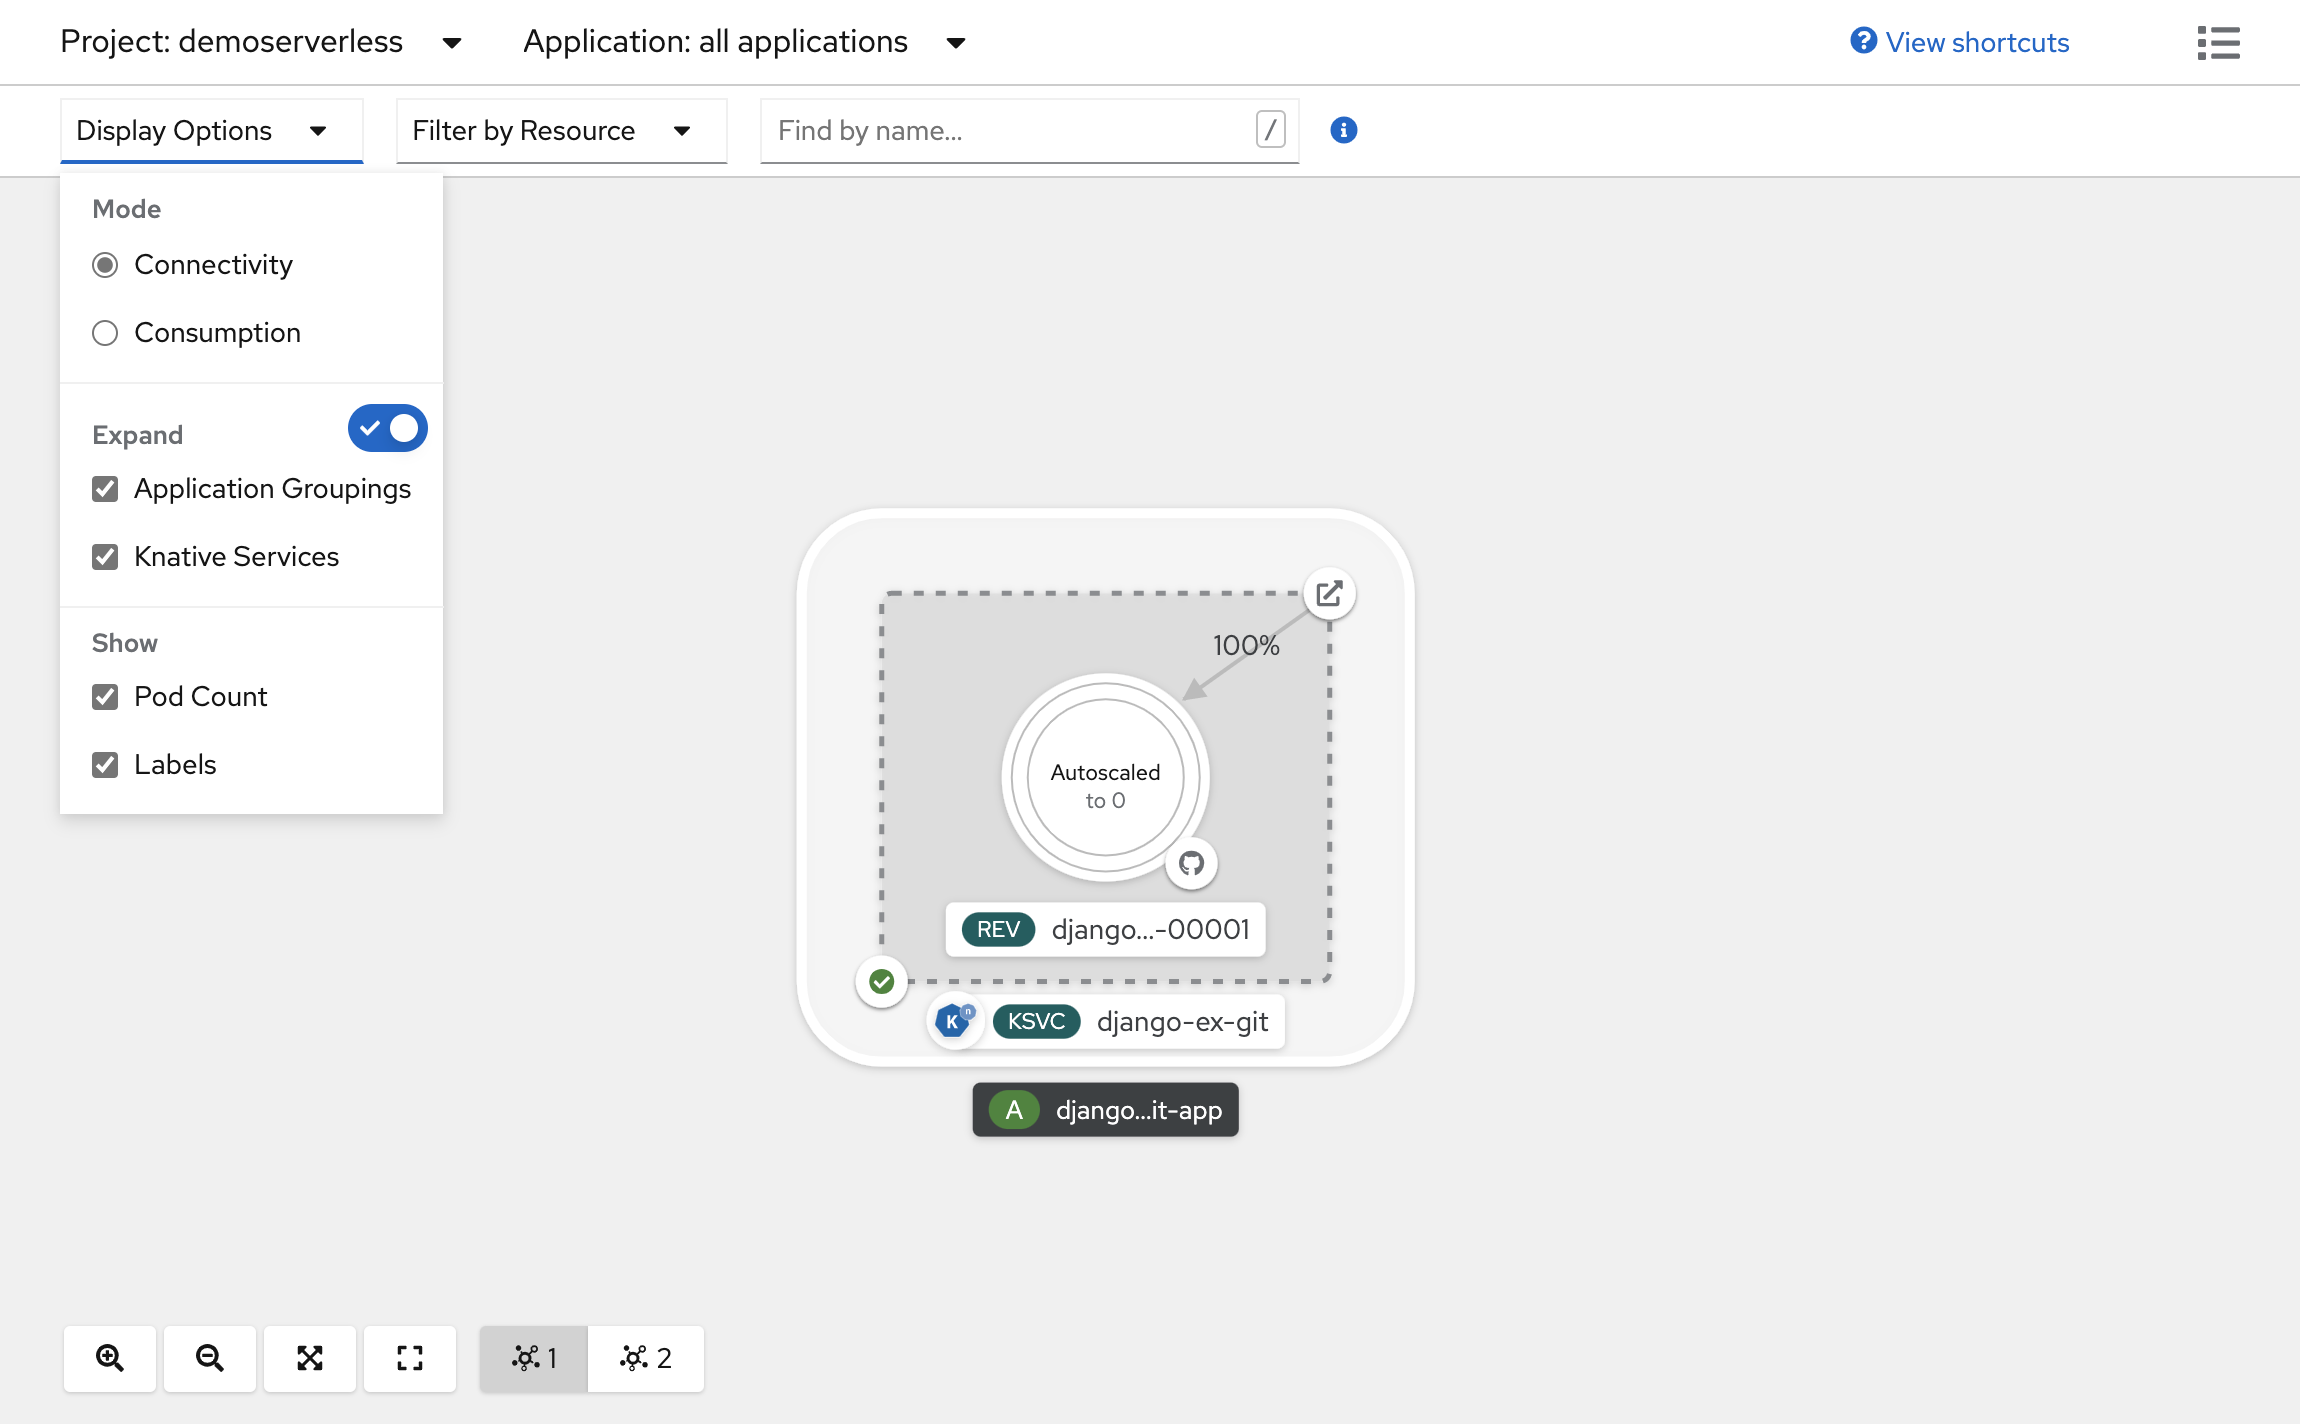 Project: demoserverless
Application: all applications
View shortcuts
Display Options
Filter by Resource
Find by name...
/
Mode
Connectivity
Consumption
Expand
Application Groupings
Knative Services
Show
Pod Count
Labels
100%
Autoscaled
to 0
REV django...-00001
K n KSVC django-ex-git
A django...it-app
1
2